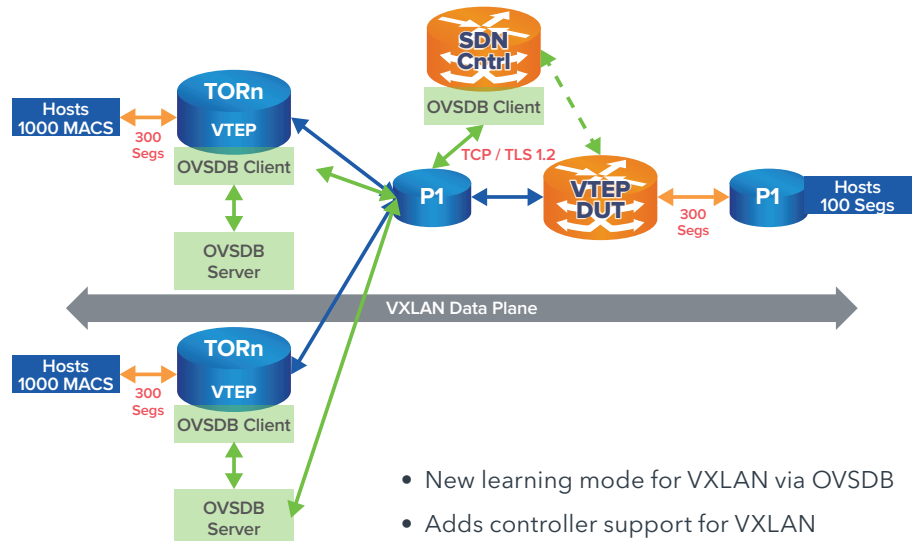 SDN
Cntrl
OVSDB Client
TORn
VTEP
OVSDB Client
Hosts
1000 MACS
300
Segs
OVSDB
Server
TCP / TLS 1.2
P1
VTEP
DUT
300
Segs
P1
Hosts
100 Segs
VXLAN Data Plane
TORn
VTEP
OVSDB Client
Hosts
1000 MACS
300
Segs
OVSDB
Server
• New learning mode for VXLAN via OVSDB
• Adds controller support for VXLAN